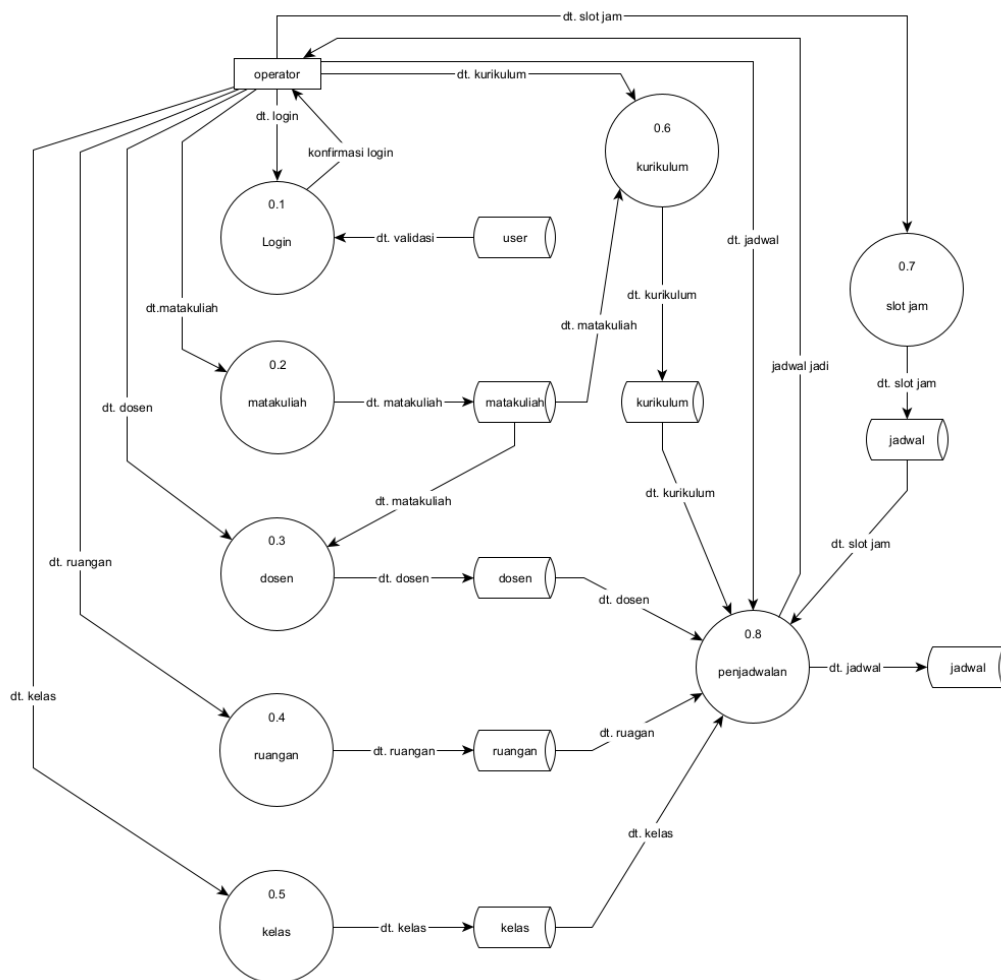 dt. slot jam
operator
dt. kurikulum
dt. login
0.6
konfirmasi login
kurikulum
0.1
Login
dt. validasi
user
dt. jadwal
0.7
dt. kurikulum
slot jam
dt.matakuliah
dt. matakuliah
0.2
jadwal jadi
dt. slot jam
matakuliah
dt. matakuliah
matakuliah
kurikulum
dt. dosen
jadwal
dt. kurikulum
dt. matakuliah
0.3
dt. slot jam
dt. ruangan
dosen
dt. dosen
dosen
dt. dosen
0.8
penjadwalan
dt. jadwal
jadwal
dt. kelas
0.4
ruangan
dt. ruangan
ruangan
dt. ruagan
dt. kelas
0.5
kelas
dt. kelas
kelas